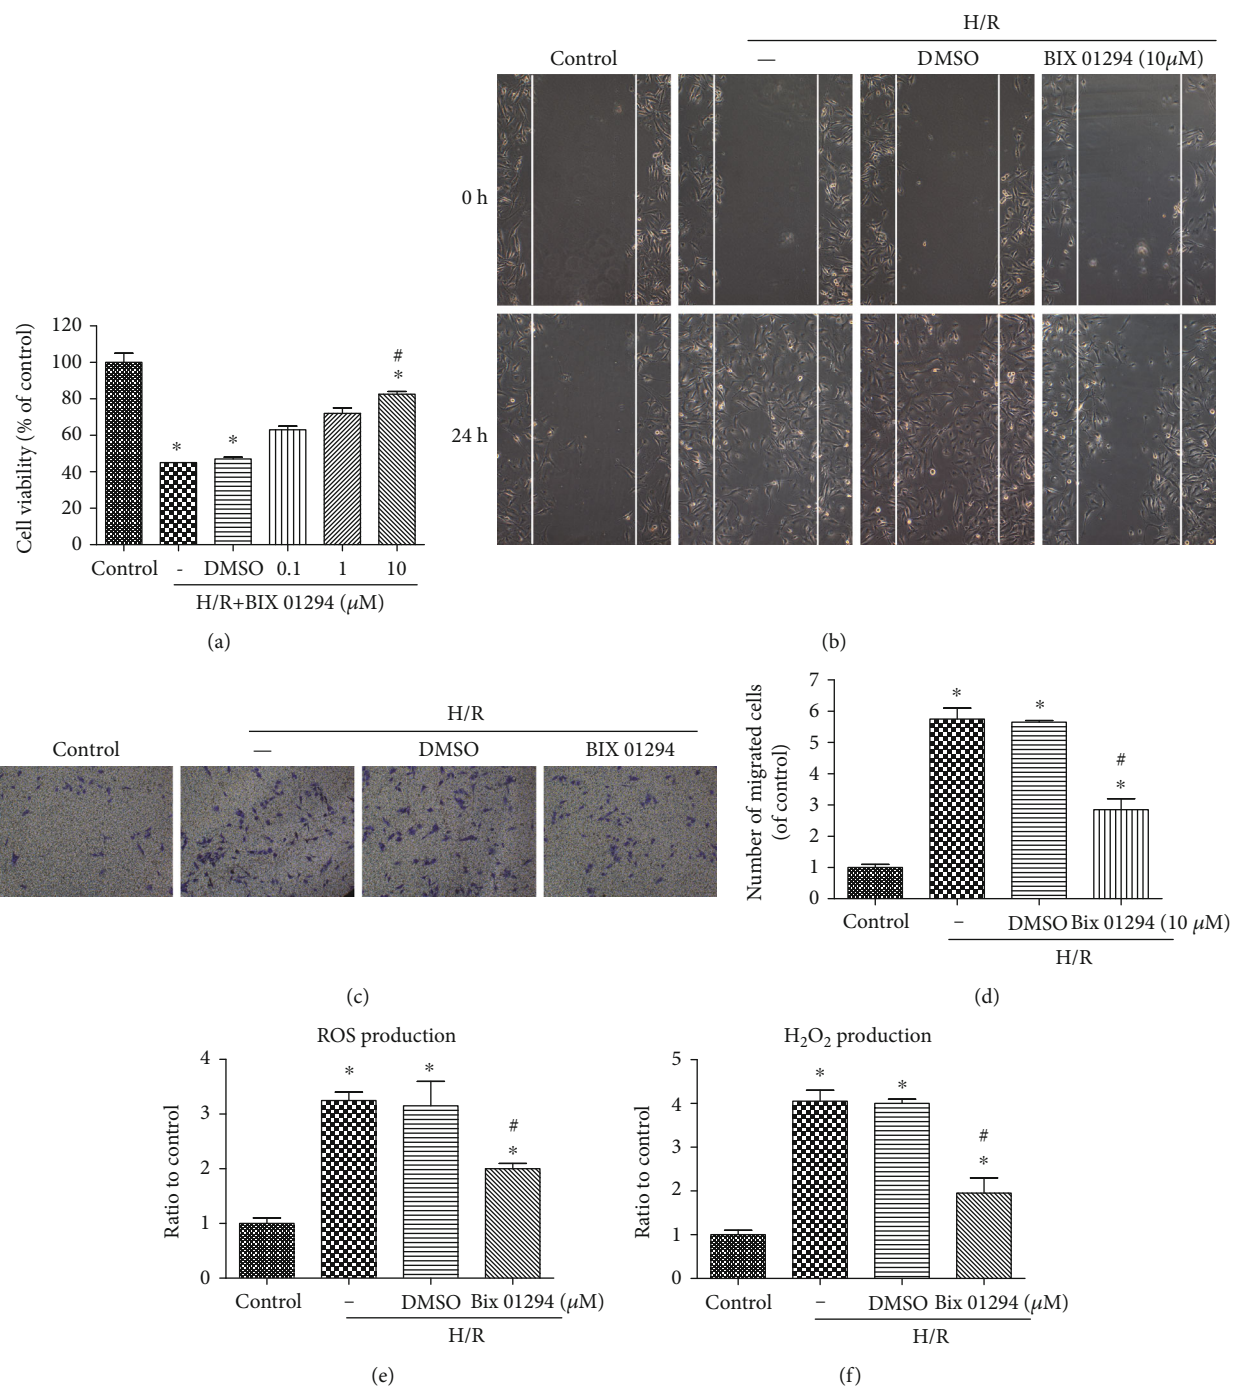 H/R
Control — DMSO BIX 01294 (10μM)
0 h
24 h
(b)
Cell viability (% of control)
120
100
80
60
40
20
0
* * # *
Control - DMSO 0.1 1 10
H/R+BIX 01294 (μM)
(a)
H/R
Control — DMSO BIX 01294
(c)
Number of migrated cells
(of control)
7
6
5
4
3
2
1
0
* * # *
Control – DMSO Bix 01294 (10 μM)
H/R
(d)
ROS production
Ratio to control
4
3
2
1
0
* * # *
Control – DMSO Bix 01294 (μM)
H/R
(e)
H₂O₂ production
Ratio to control
5
4
3
2
1
0
* * # *
Control – DMSO Bix 01294 (μM)
H/R
(f)